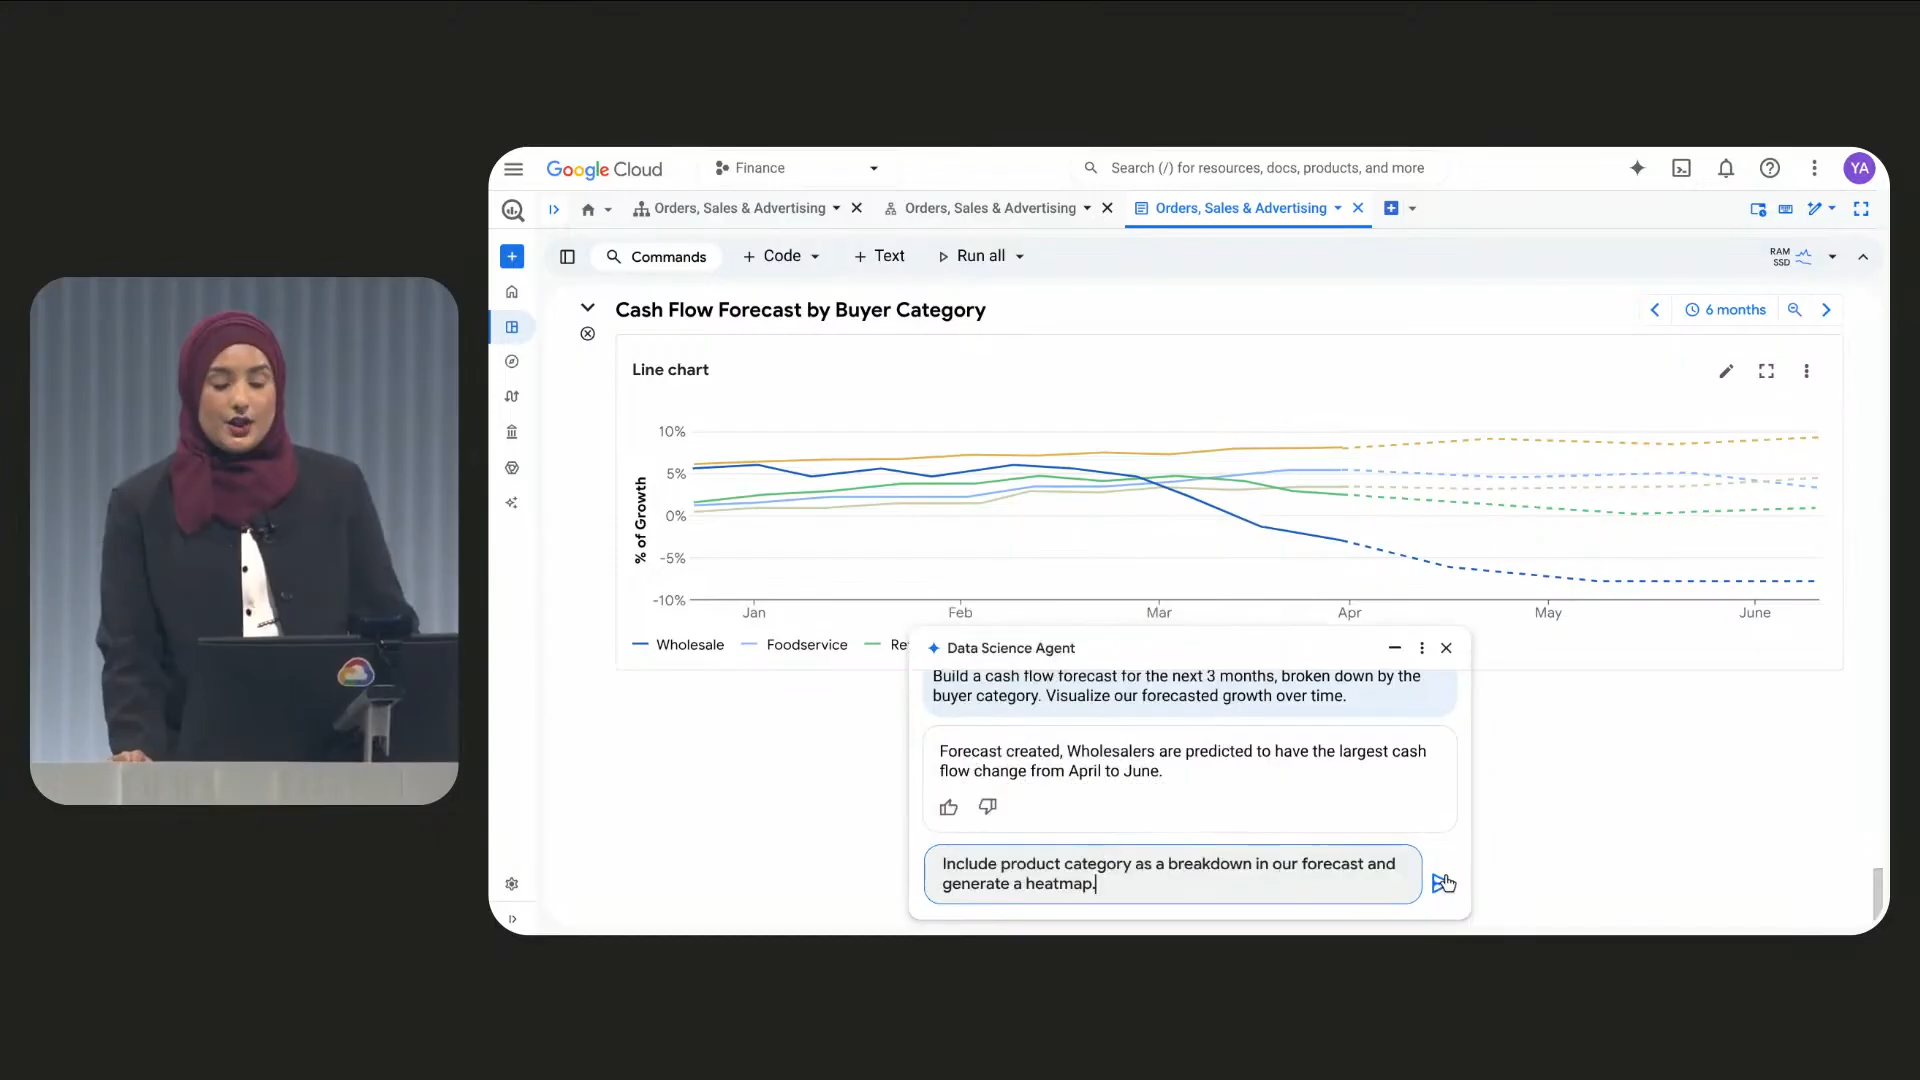 Google Cloud
Finance
Search (/) for resources, docs, products, and more
YA
Orders, Sales & Advertising
Orders, Sales & Advertising
Orders, Sales & Advertising
Commands
+ Code
+ Text
Run all
RAM
SSD
Cash Flow Forecast by Buyer Category
6 months
Line chart
10%
5%
0%
-5%
-10%
% of Growth
Jan
Feb
Mar
Apr
May
June
Wholesale
Foodservice
Re
Data Science Agent
Build a cash flow forecast for the next 3 months, broken down by the
buyer category. Visualize our forecasted growth over time.
Forecast created, Wholesalers are predicted to have the largest cash
flow change from April to June.
Include product category as a breakdown in our forecast and
generate a heatmap.